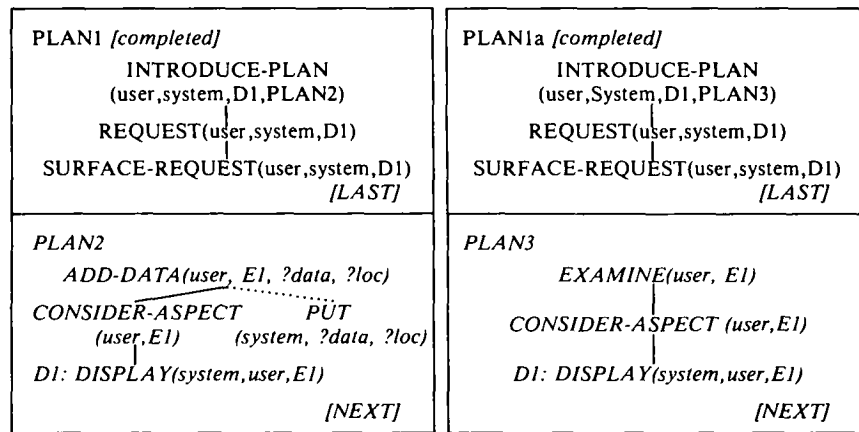 PLAN1 [completed]
INTRODUCE-PLAN
(user,system,D1,PLAN2)
REQUEST(user,system,D1)
SURFACE-REQUEST(user,system,D1)
[LAST]
PLAN2
ADD-DATA(user, E1, ?data, ?loc)
CONSIDER-ASPECT PUT
(user,E1) (system, ?data, ?loc)
D1: DISPLAY(system,user,E1)
[NEXT]
PLAN1a [completed]
INTRODUCE-PLAN
(user,System,D1,PLAN3)
REQUEST(user,system,D1)
SURFACE-REQUEST(user,system,D1)
[LAST]
PLAN3
EXAMINE(user, E1)
CONSIDER-ASPECT (user,E1)
D1: DISPLAY(system,user,E1)
[NEXT]